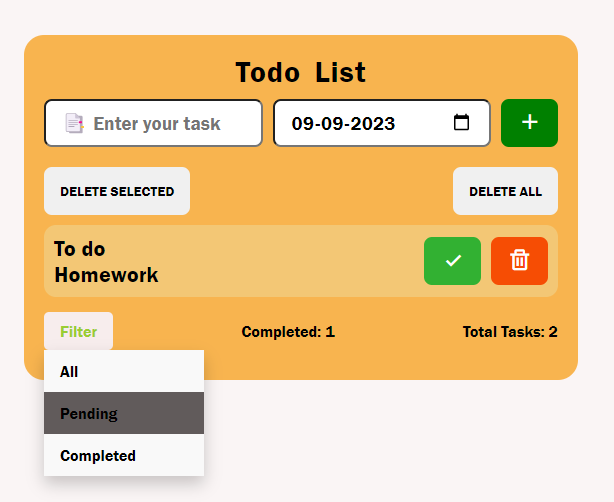 Todo List
Enter your task
09-09-2023
+
DELETE SELECTED
DELETE ALL
To do
Homework
Filter
Completed: 1
Total Tasks: 2
All
Pending
Completed